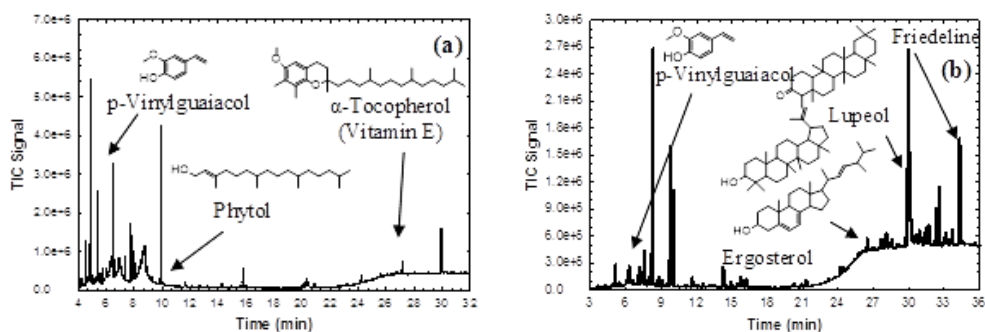 7.0e+6
6.0e+6
5.0e+6
4.0e+6
3.0e+6
2.0e+6
1.0e+6
0.0
TIC Signal
4 6 8 10 12 14 16 18 20 22 24 26 28 30 32
Time (min)
(a)
O
HO
p-Vinylguaiacol
O
O
α-Tocopherol
(Vitamin E)
HO
Phytol
3.0e+6
2.7e+6
2.4e+6
2.1e+6
1.8e+6
1.5e+6
1.2e+6
9.0e+5
6.0e+5
3.0e+5
0.0
TIC Signal
3 6 9 12 15 18 21 24 27 30 33 36
Time (min)
(b)
O
HO
p-Vinylguaiacol
Friedeline
O
Lupeol
HO
HO
Ergosterol